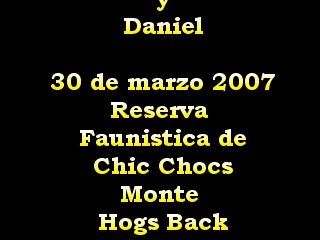 y
Daniel
30 de marzo 2007
Reserva
Faunistica de
Chic Chocs
Monte
Hogs Back